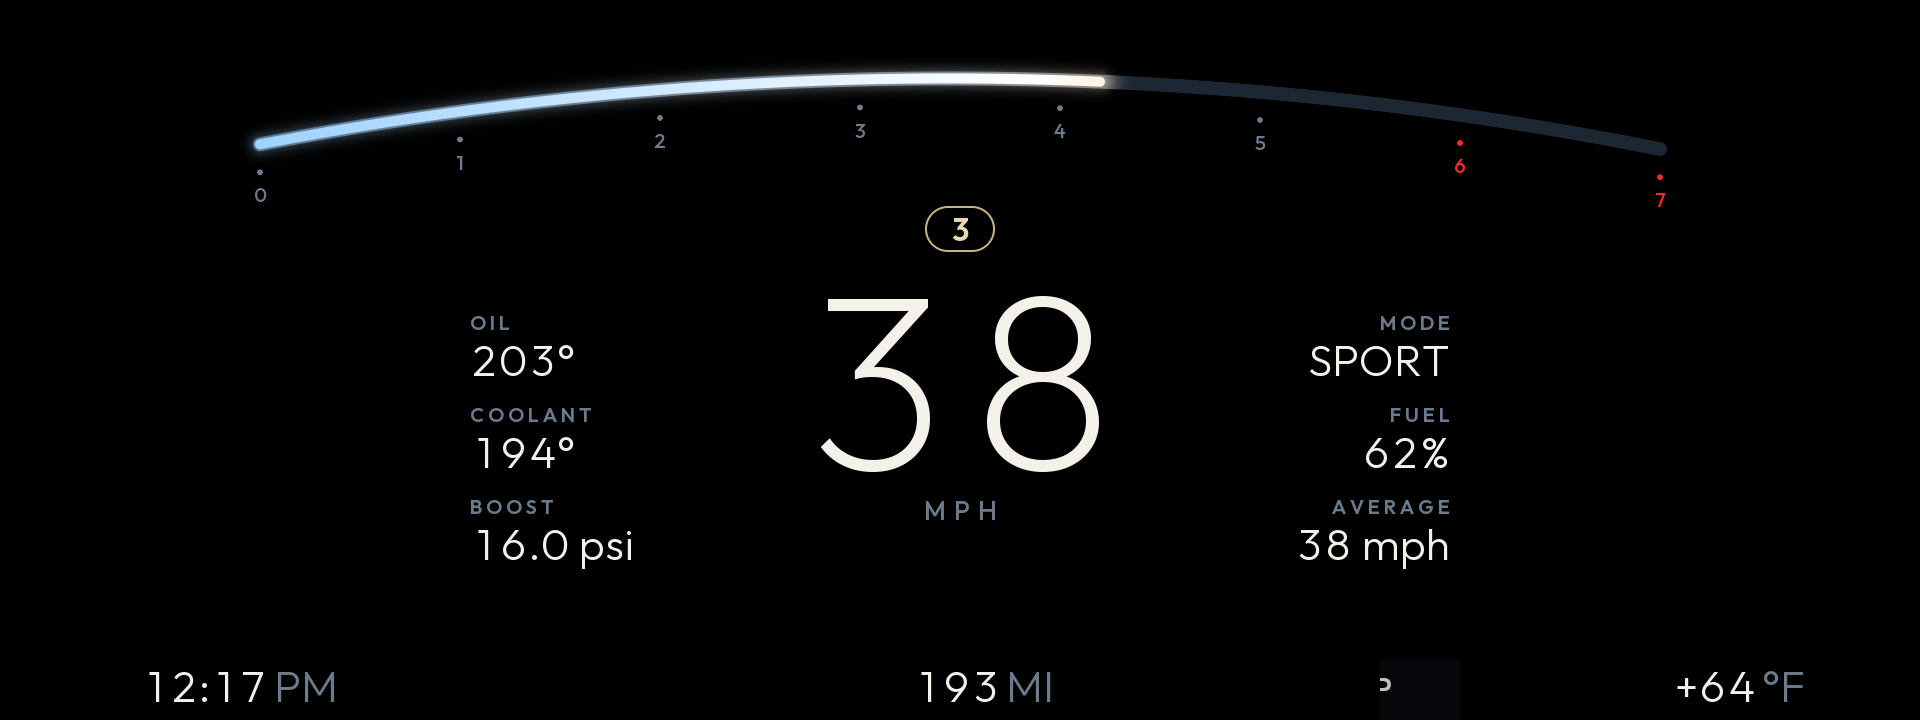 0 1 2 3 4 5 6 7
3
38
MPH
OIL
203°
COOLANT
194°
BOOST
16.0 psi
MODE
SPORT
FUEL
62%
AVERAGE
38 mph
12:17 PM
193 MI
+64 °F